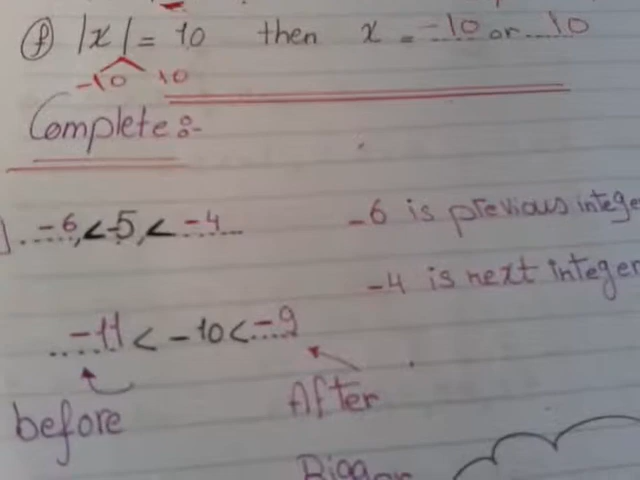 (f) |x| = 10 then x = -10 or 10
-10 10
Complete:-
-6 < -5 < -4 -6 is previous
-4 is next integer
-11 < -10 < -9
before After